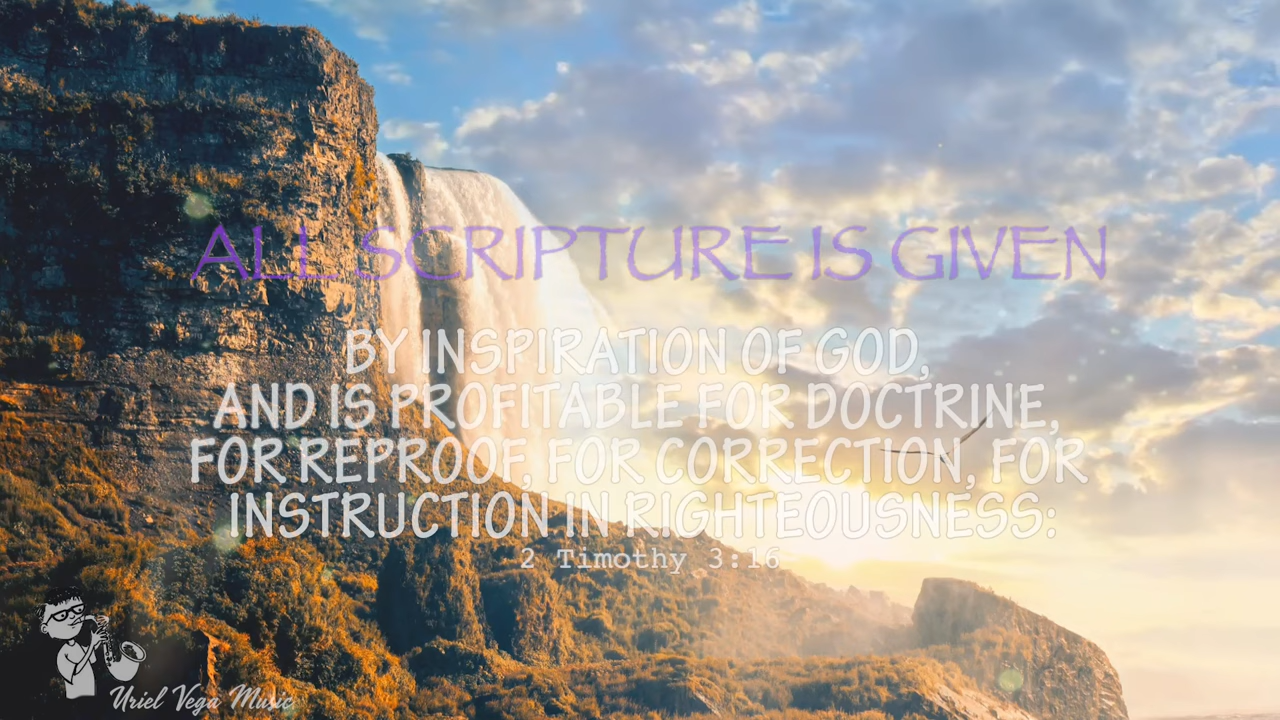 ALL SCRIPTURE IS GIVEN
BY INSPIRATION OF GOD,
AND IS PROFITABLE FOR DOCTRINE,
FOR REPROOF, FOR CORRECTION, FOR
INSTRUCTION IN RIGHTEOUSNESS:
2 Timothy 3:16
Uriel Vega Music